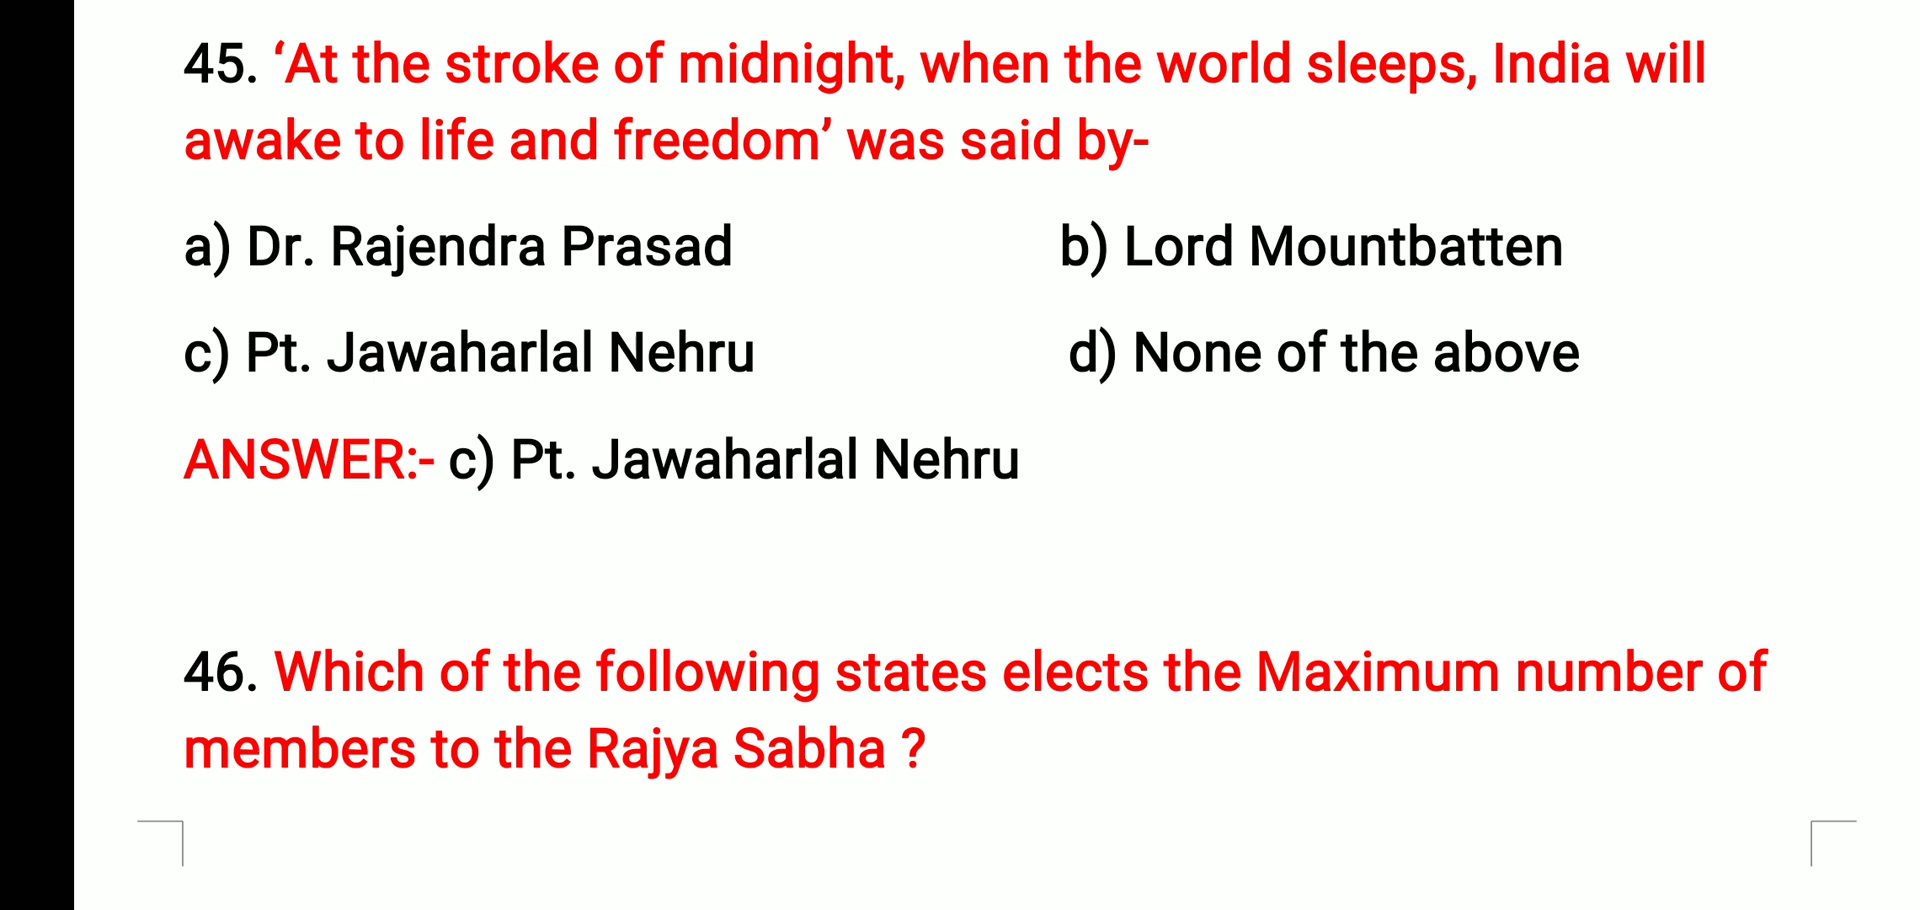 45. ‘At the stroke of midnight, when the world sleeps, India will
awake to life and freedom’ was said by-
a) Dr. Rajendra Prasad b) Lord Mountbatten
c) Pt. Jawaharlal Nehru d) None of the above
ANSWER:- c) Pt. Jawaharlal Nehru
46. Which of the following states elects the Maximum number of
members to the Rajya Sabha ?